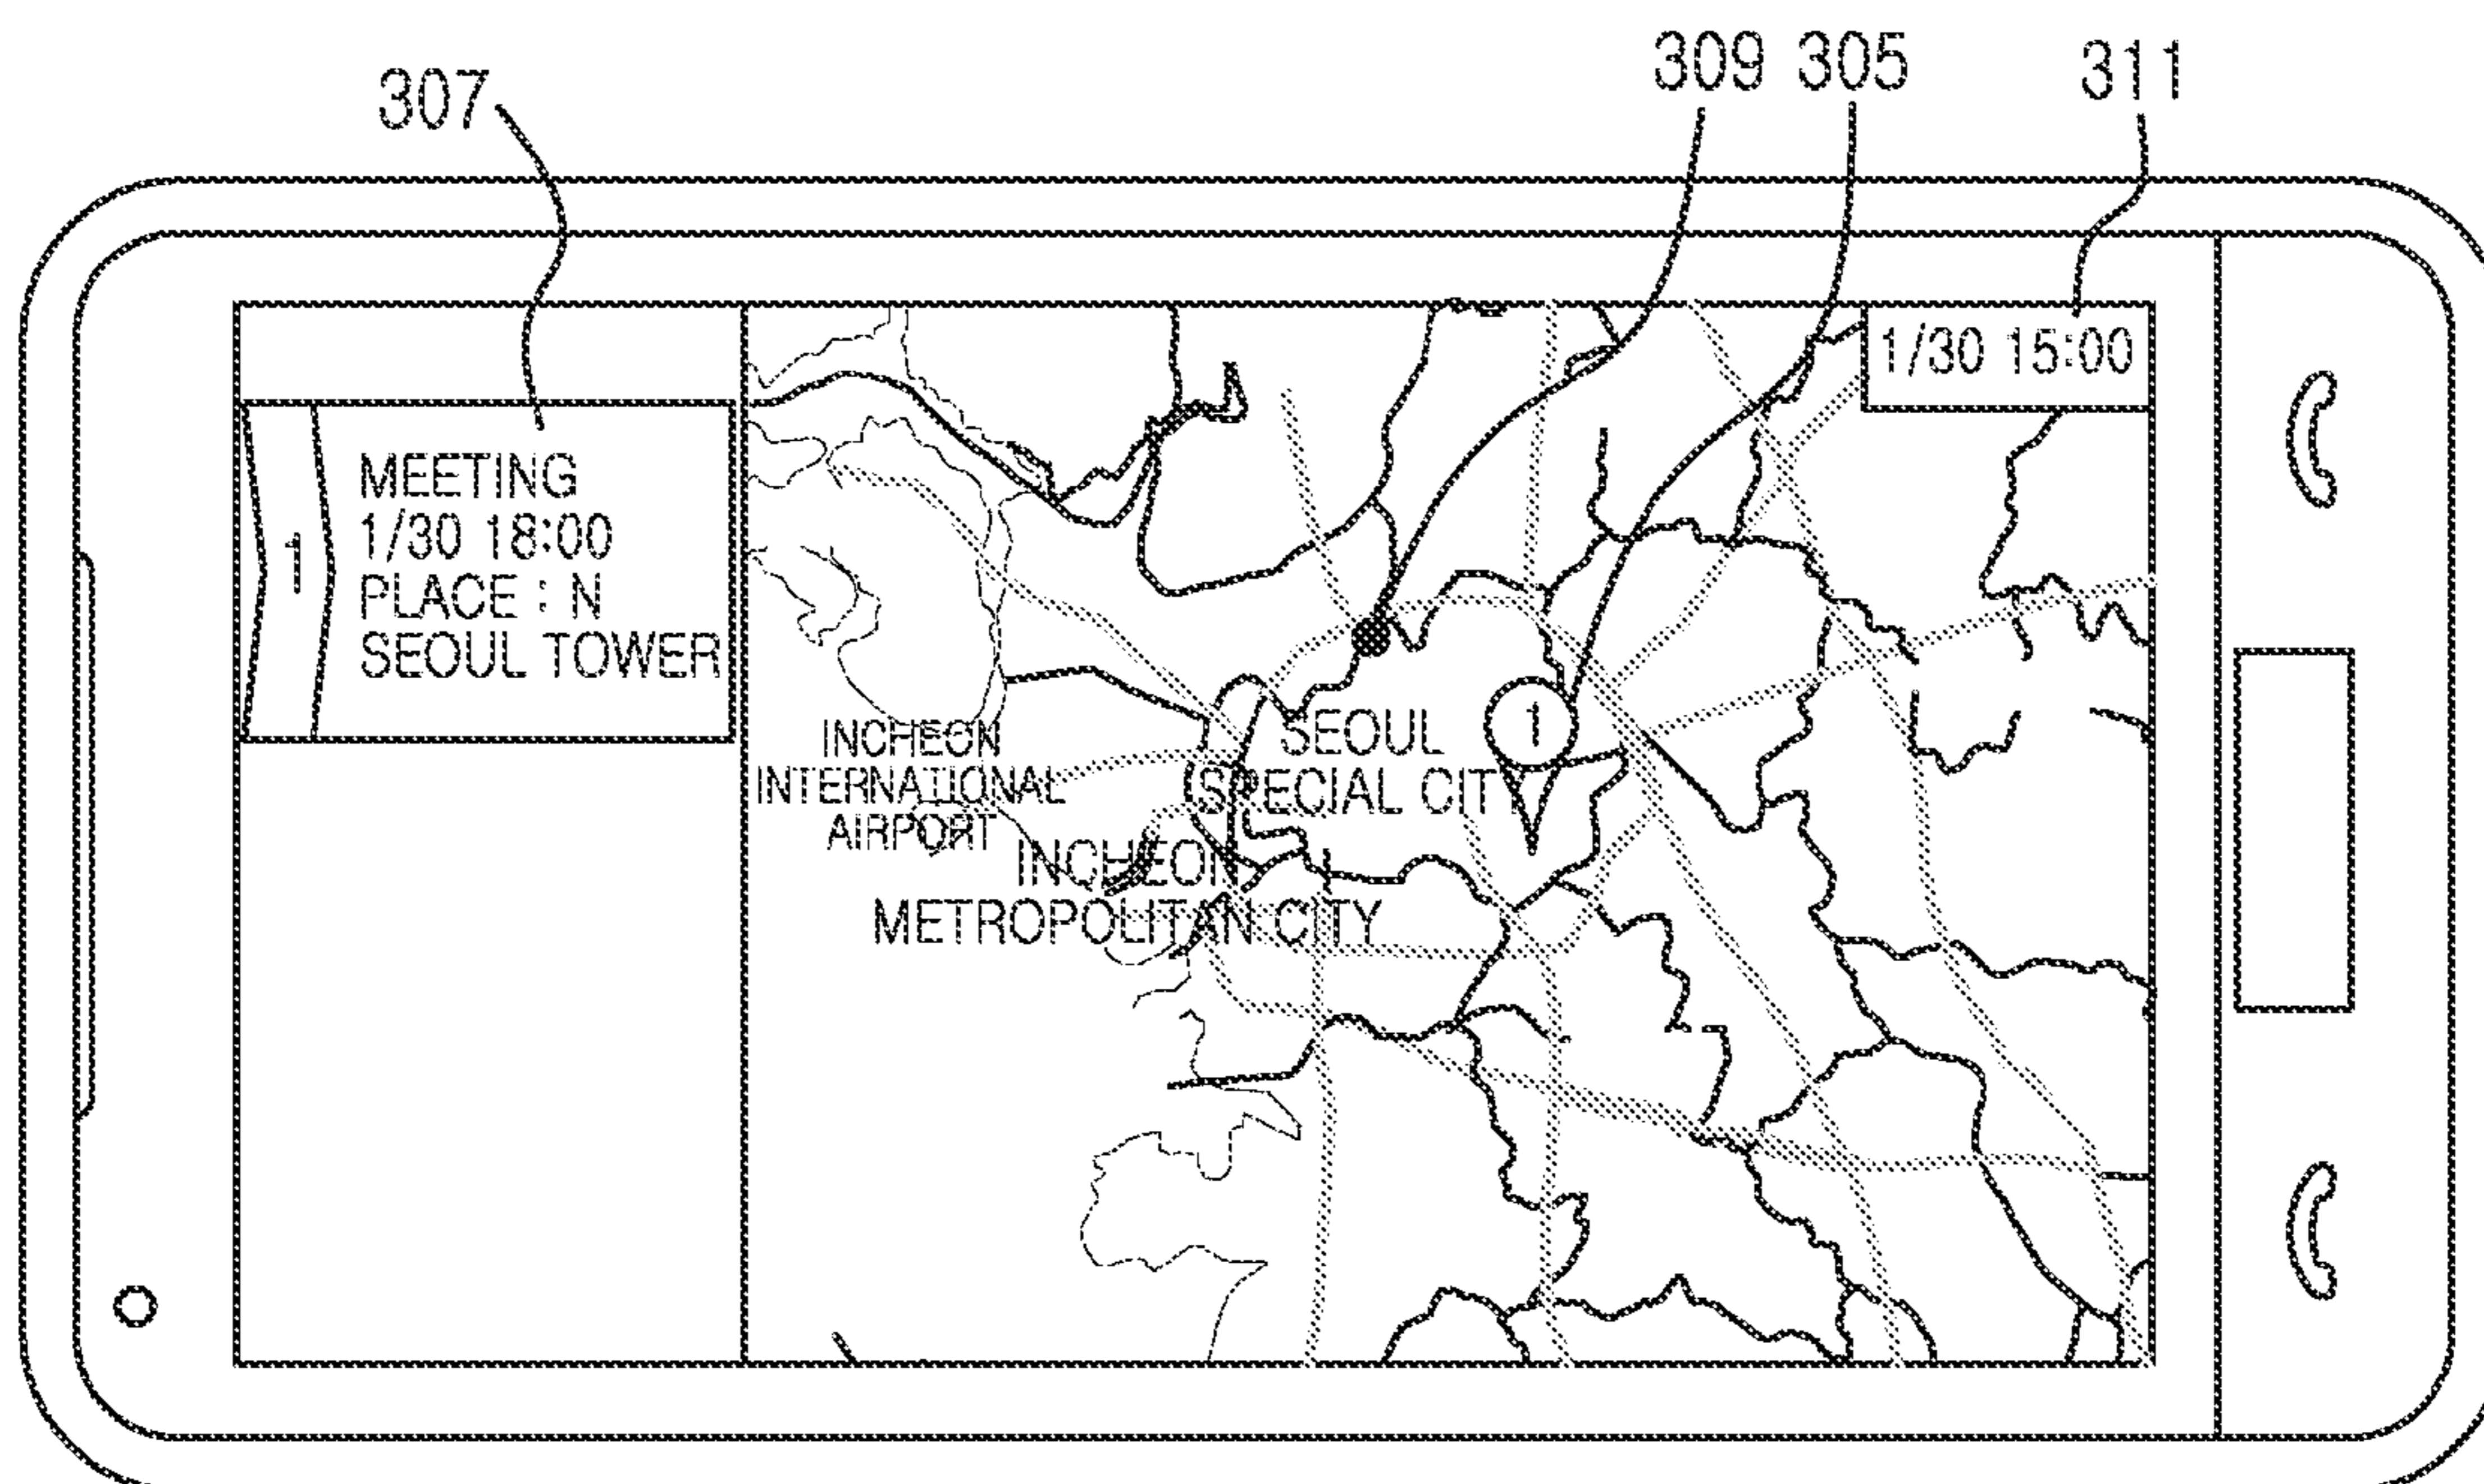 307
309 305 311
1/30 15:00
1
MEETING
1/30 18:00
PLACE : N
SEOUL TOWER
1
SEOUL
SPECIAL CITY
INCHEON
INTERNATIONAL
AIRPORT
INCHEON
METROPOLITAN CITY